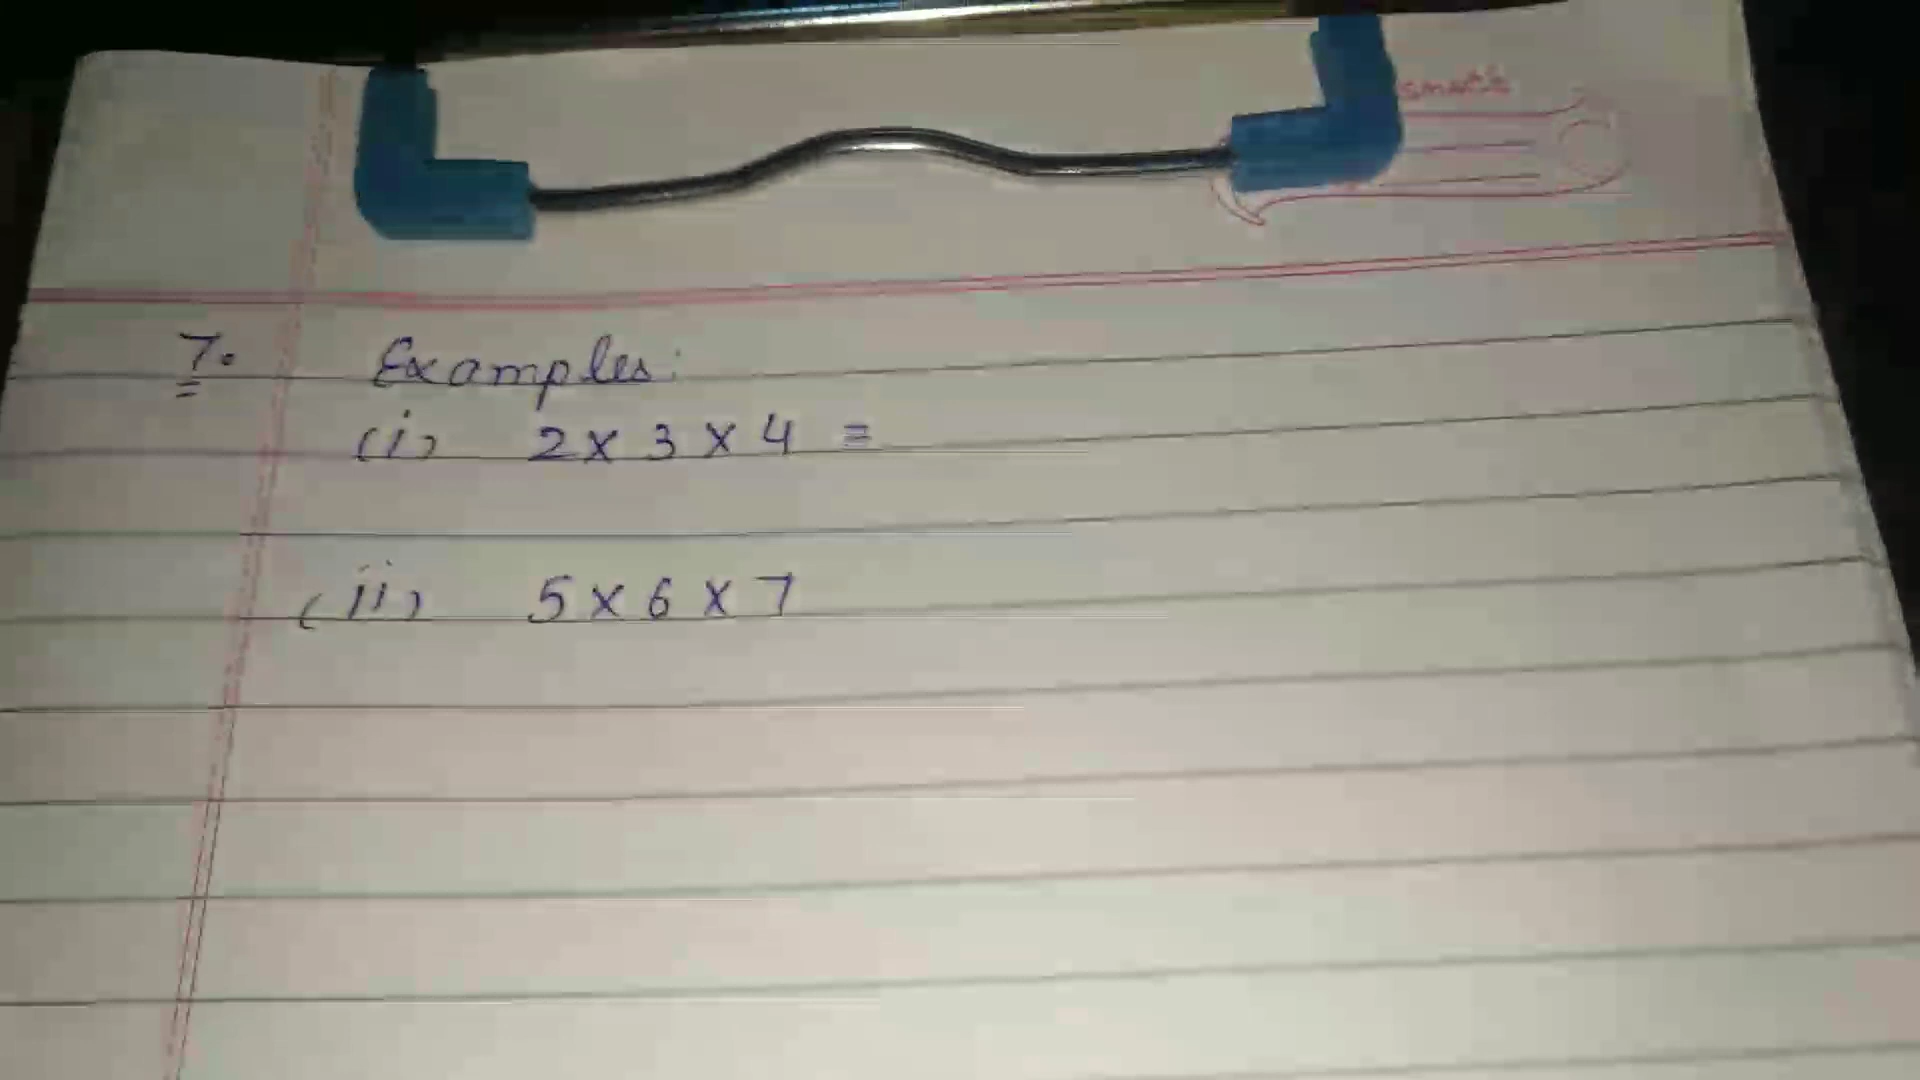 7. Examples:
(i) 2 x 3 x 4 =
(ii) 5 x 6 x 7